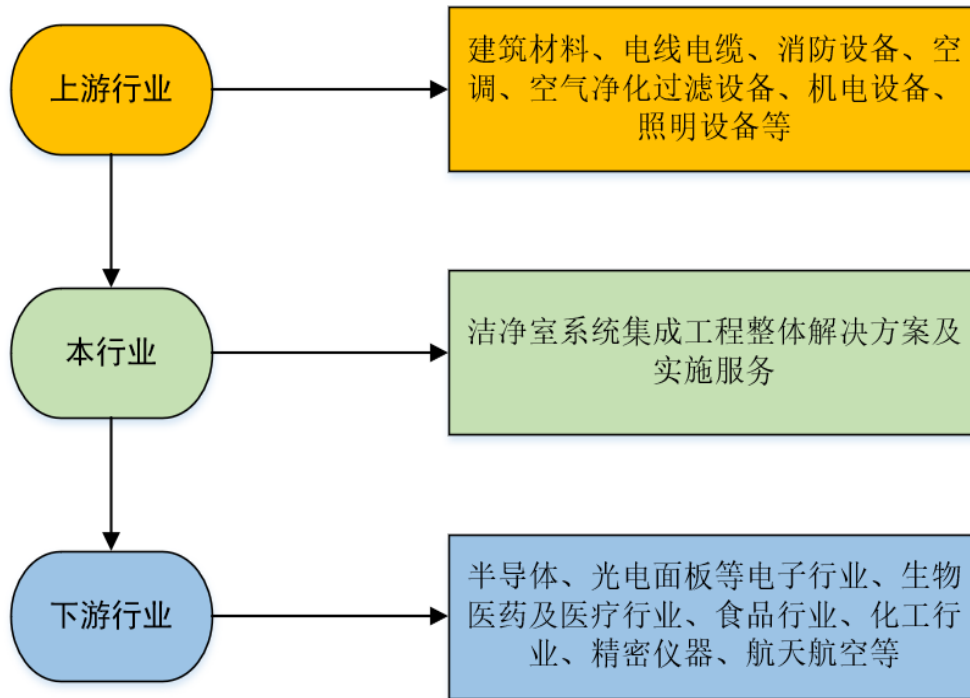 上游行业
建筑材料、电线电缆、消防设备、空
调、空气净化过滤设备、机电设备、
照明设备等
本行业
洁净室系统集成工程整体解决方案及
实施服务
下游行业
半导体、光电面板等电子行业、生物
医药及医疗行业、食品行业、化工行
业、精密仪器、航天航空等